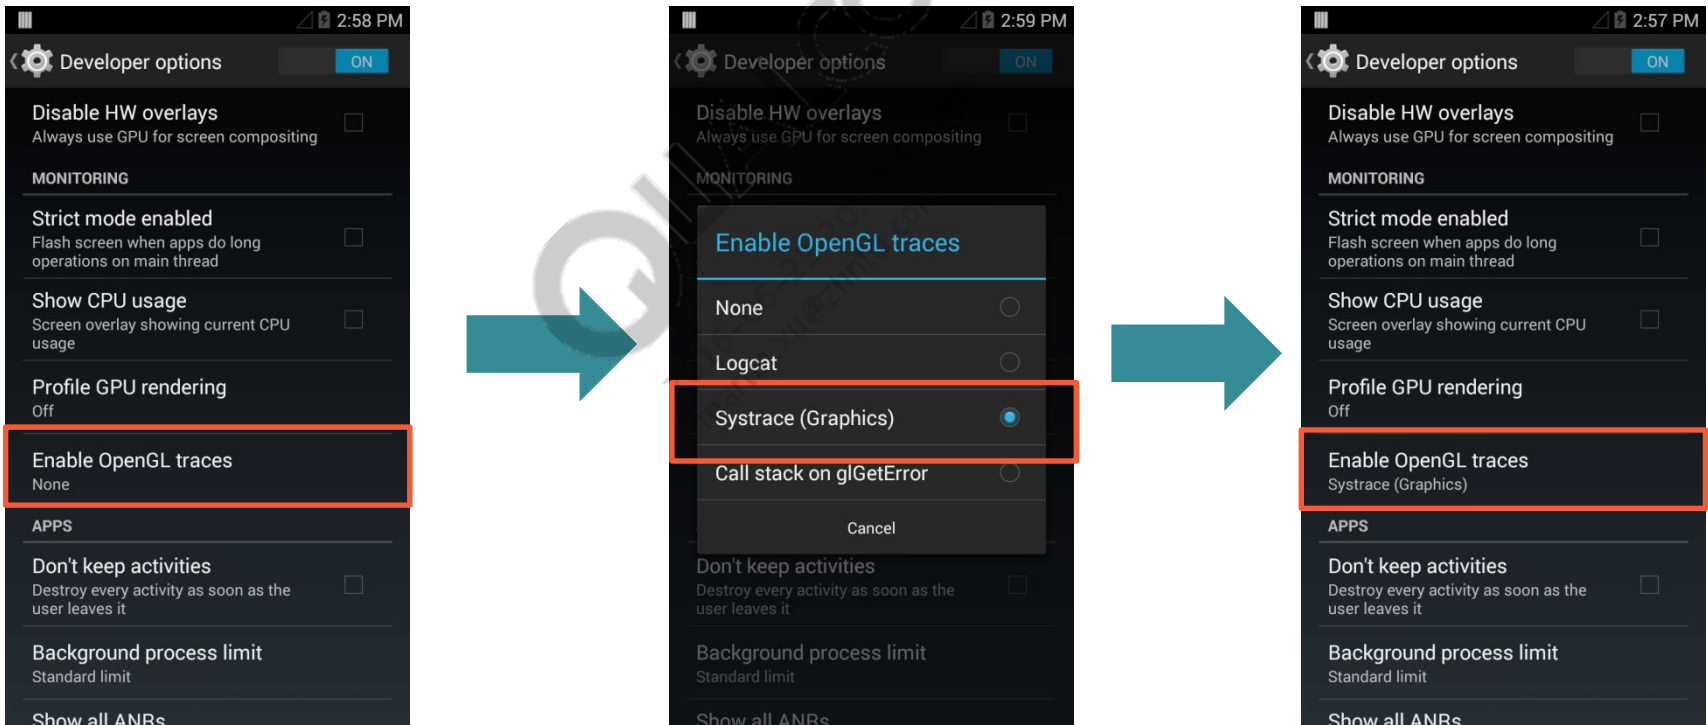 2:58 PM
Developer options
ON
Disable HW overlays
Always use GPU for screen compositing
MONITORING
Strict mode enabled
Flash screen when apps do long
operations on main thread
Show CPU usage
Screen overlay showing current CPU
usage
Profile GPU rendering
Off
Enable OpenGL traces
None
APPS
Don't keep activities
Destroy every activity as soon as the
user leaves it
Background process limit
Standard limit
Show all ANRs
2:59 PM
Developer options
ON
Disable HW overlays
Always use GPU for screen compositing
MONITORING
Enable OpenGL traces
None
Logcat
Systrace (Graphics)
Call stack on glGetError
Cancel
Don't keep activities
Destroy every activity as soon as the
user leaves it
Background process limit
Standard limit
Show all ANRs
2:57 PM
Developer options
ON
Disable HW overlays
Always use GPU for screen compositing
MONITORING
Strict mode enabled
Flash screen when apps do long
operations on main thread
Show CPU usage
Screen overlay showing current CPU
usage
Profile GPU rendering
Off
Enable OpenGL traces
Systrace (Graphics)
APPS
Don't keep activities
Destroy every activity as soon as the
user leaves it
Background process limit
Standard limit
Show all ANRs